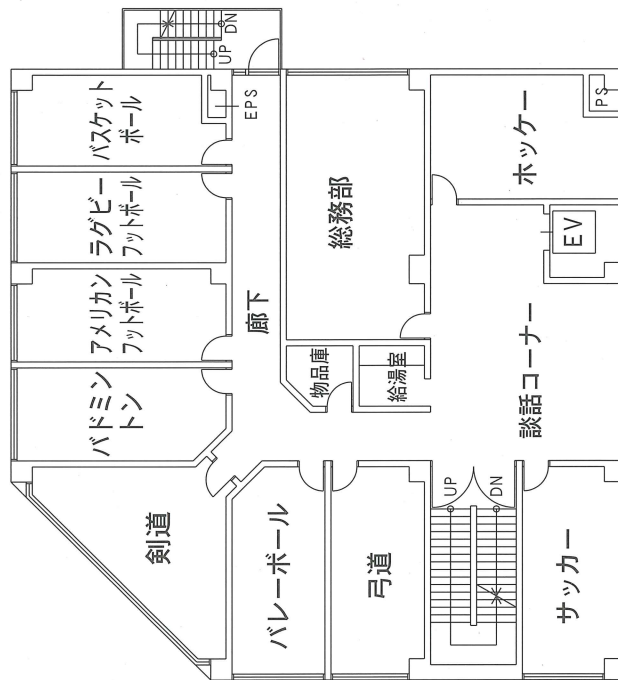 DN
UP
バスケット
ボール
EPS
ラグビー
フットボール
アメリカン
フットボール
バドミン
トン
廊下
総務部
ホッケー
PS
EV
物品庫
給湯室
談話コーナー
剣道
バレーボール
弓道
UP
DN
サッカー